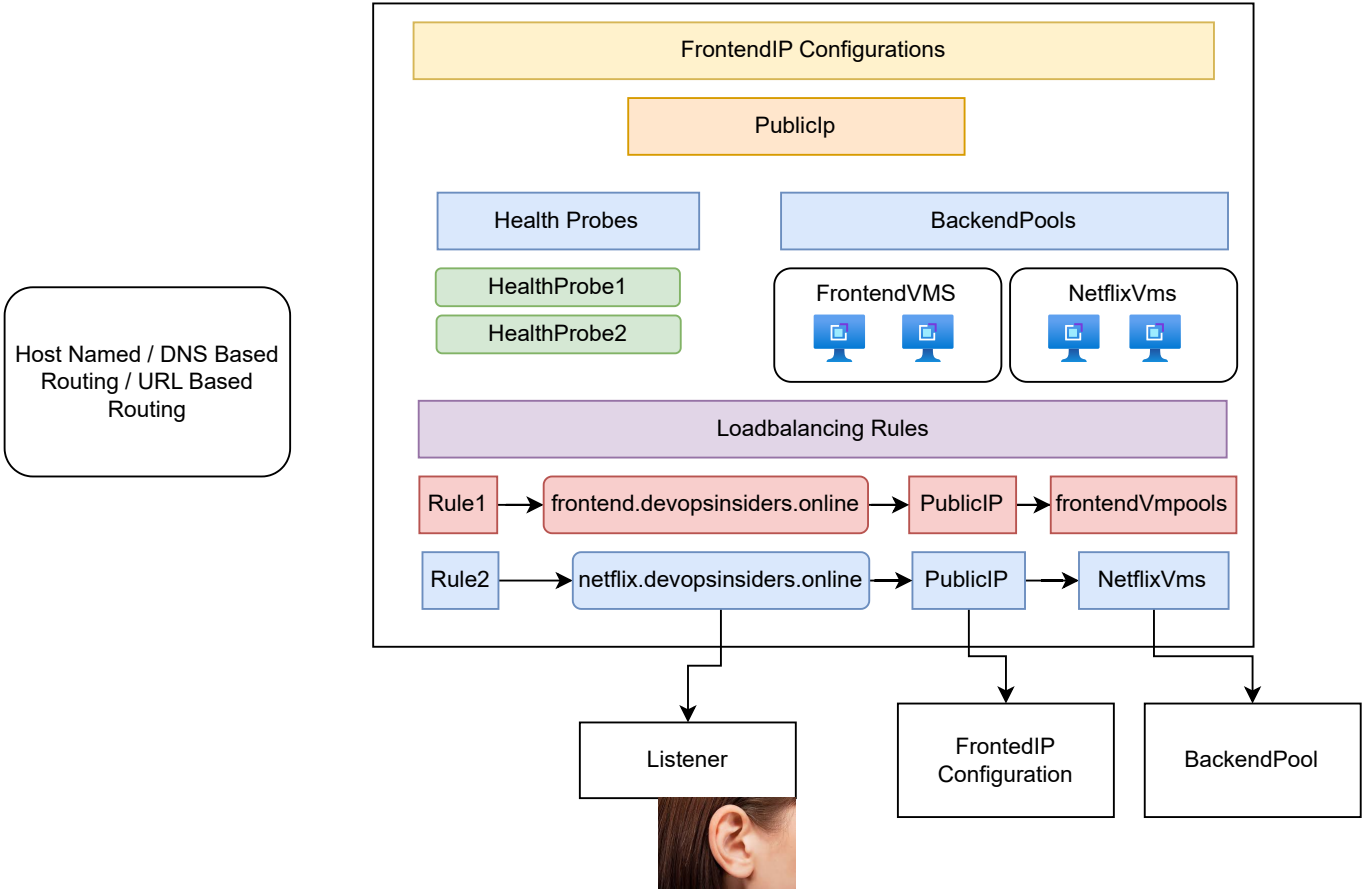 FrontendIP Configurations
PublicIp
Health Probes
BackendPools
HealthProbe1
HealthProbe2
FrontendVMS
NetflixVms
Host Named / DNS Based
Routing / URL Based
Routing
Loadbalancing Rules
Rule1
frontend.devopsinsiders.online
PublicIP
frontendVmpools
Rule2
netflix.devopsinsiders.online
PublicIP
NetflixVms
Listener
FrontedIP
Configuration
BackendPool